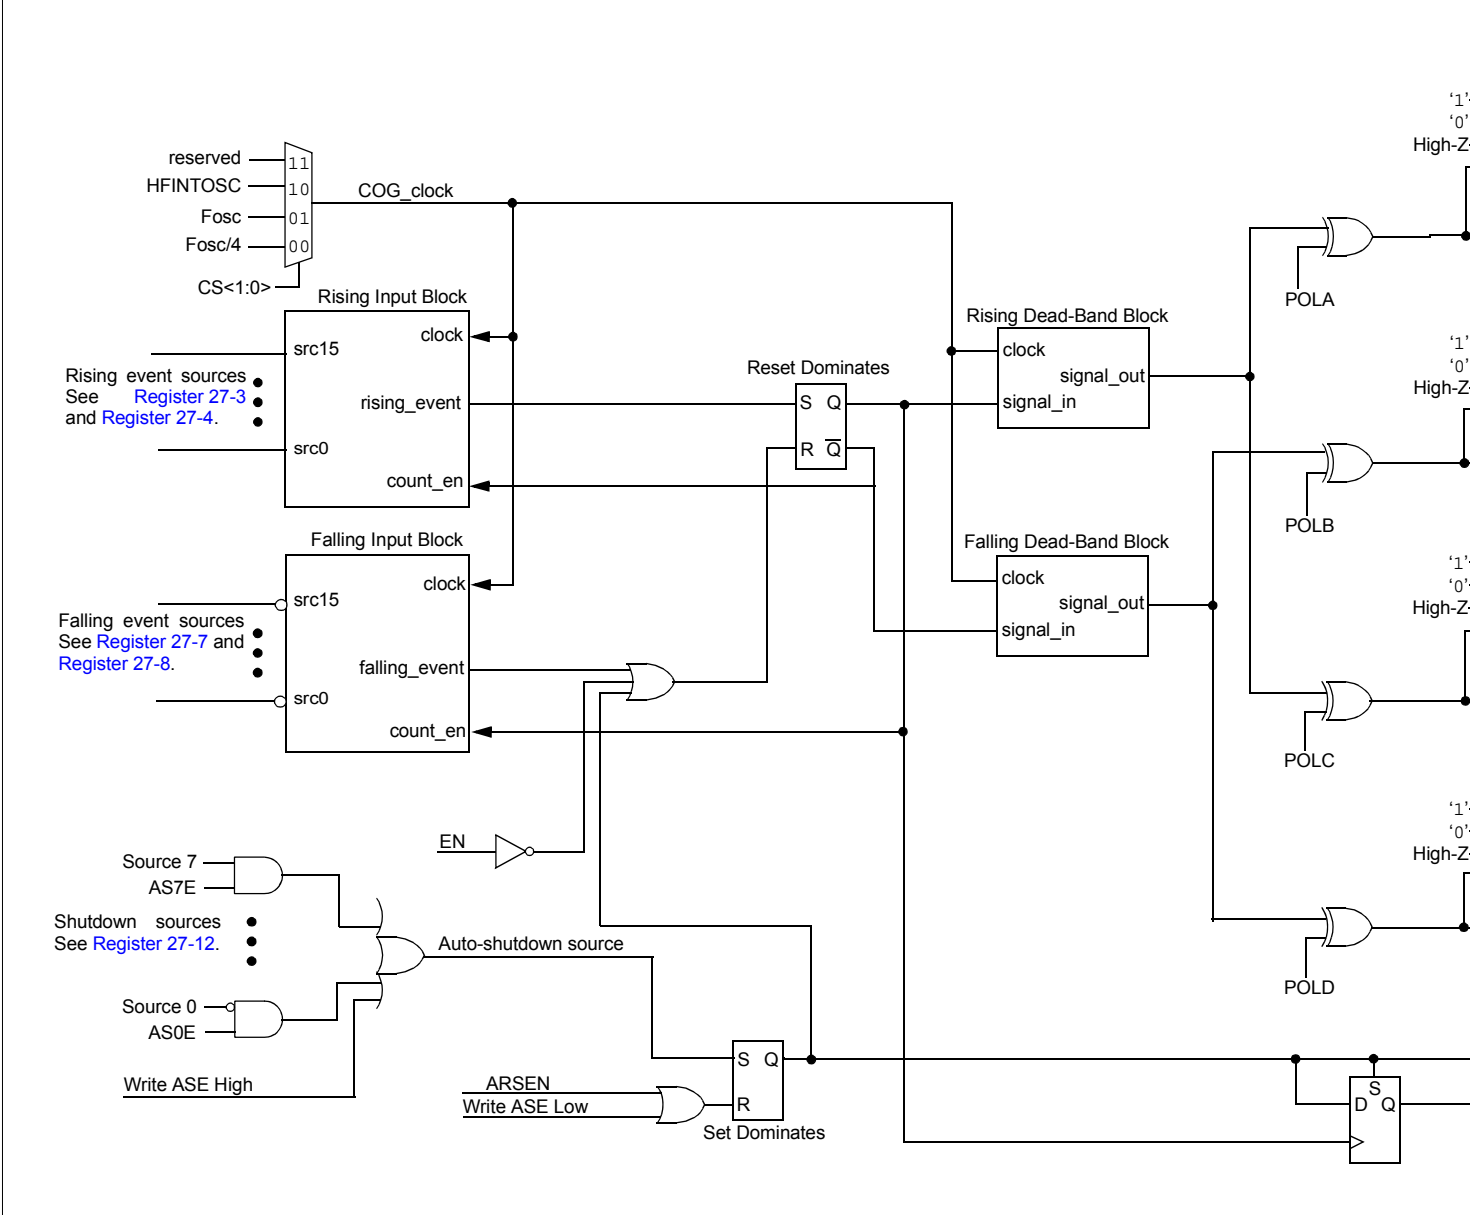 ‘1’
‘0’
High-Z
reserved
11
HFINTOSC
10
COG_clock
Fosc
01
Fosc/4
00
CS<1:0>
POLA
Rising Input Block
clock
src15
Rising event sources
See Register 27-3
and Register 27-4.
rising_event
src0
count_en
Reset Dominates
S Q
R Q̅
Rising Dead-Band Block
clock
signal_out
signal_in
‘1’
‘0’
High-Z
POLB
Falling Input Block
clock
src15
Falling event sources
See Register 27-7 and
Register 27-8.
falling_event
src0
count_en
Falling Dead-Band Block
clock
signal_out
signal_in
‘1’
‘0’
High-Z
POLC
EN
Source 7
AS7E
Shutdown sources
See Register 27-12.
Auto-shutdown source
Source 0
AS0E
Write ASE High
‘1’
‘0’
High-Z
POLD
ARSEN
Write ASE Low
S Q
R
Set Dominates
S
D Q